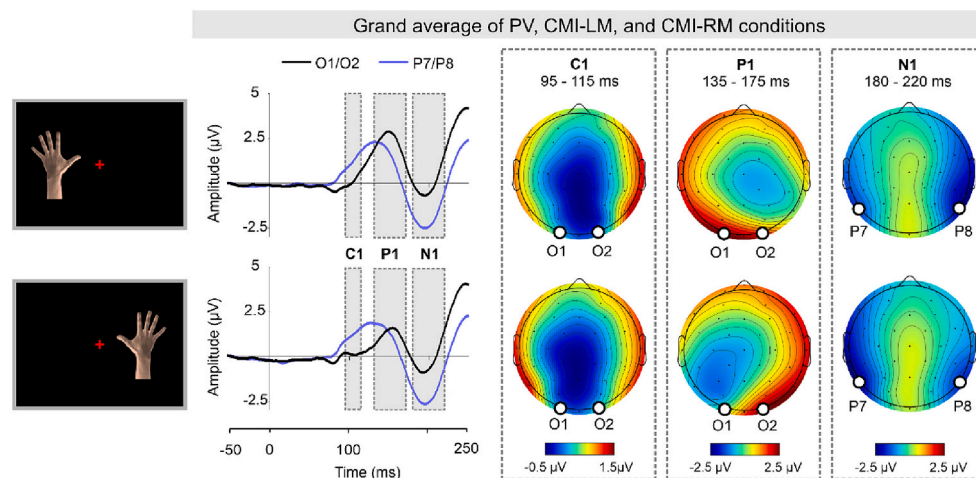 Grand average of PV, CMI-LM, and CMI-RM conditions
O1/O2 P7/P8
C1
95 - 115 ms
P1
135 - 175 ms
N1
180 - 220 ms
5
2.5
-2.5
Amplitude (μV)
O1 O2
O1 O2
P7 P8
C1 P1 N1
5
2.5
-2.5
Amplitude (μV)
O1 O2
O1 O2
P7 P8
-50 0 100 250
Time (ms)
-0.5 μV 1.5μV
-2.5 μV 2.5 μV
-2.5 μV 2.5 μV